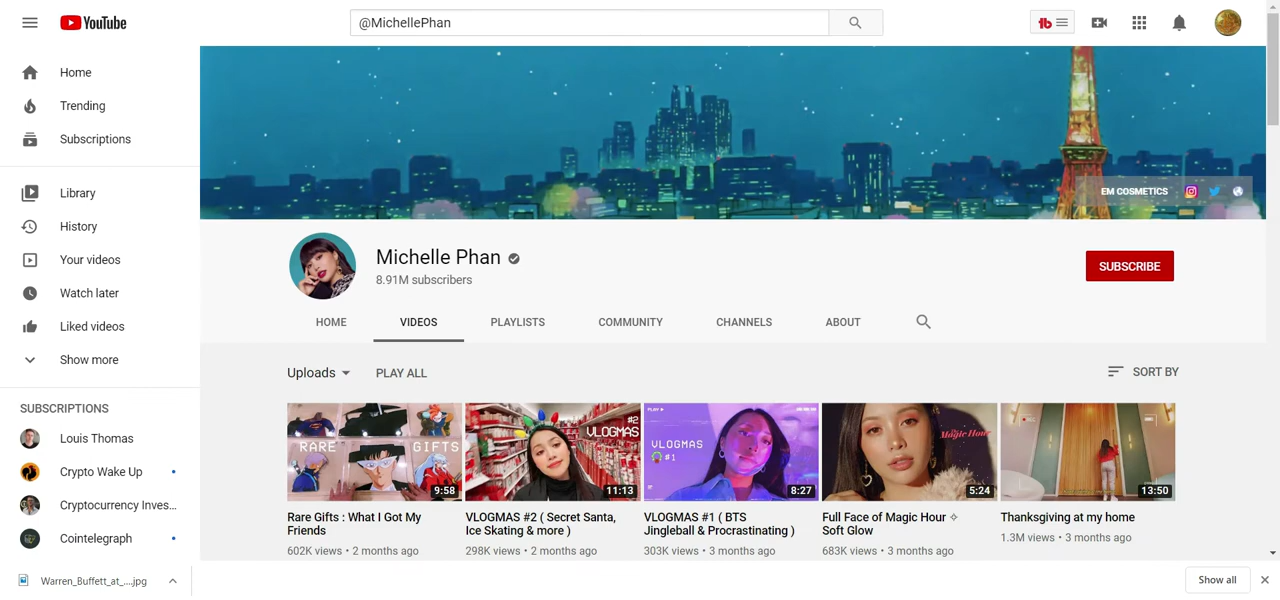 YouTube
@MichellePhan
Home
Trending
Subscriptions
Library
History
Your videos
Watch later
Liked videos
Show more
SUBSCRIPTIONS
Louis Thomas
Crypto Wake Up
Cryptocurrency Inves...
Cointelegraph
EM COSMETICS
Michelle Phan
8.91M subscribers
SUBSCRIBE
HOME VIDEOS PLAYLISTS COMMUNITY CHANNELS ABOUT
Uploads PLAY ALL SORT BY
RARE GIFTS
9:58
Rare Gifts : What I Got My
Friends
602K views • 2 months ago
#2
VLOGMAS
11:13
VLOGMAS #2 ( Secret Santa,
Ice Skating & more )
298K views • 2 months ago
PLAY
VLOGMAS
#1
8:27
VLOGMAS #1 ( BTS
Jingleball & Procrastinating )
303K views • 3 months ago
Magic Hour
5:24
Full Face of Magic Hour ✧
Soft Glow
683K views • 3 months ago
13:50
Thanksgiving at my home
1.3M views • 3 months ago
Warren_Buffett_at_....jpg
Show all